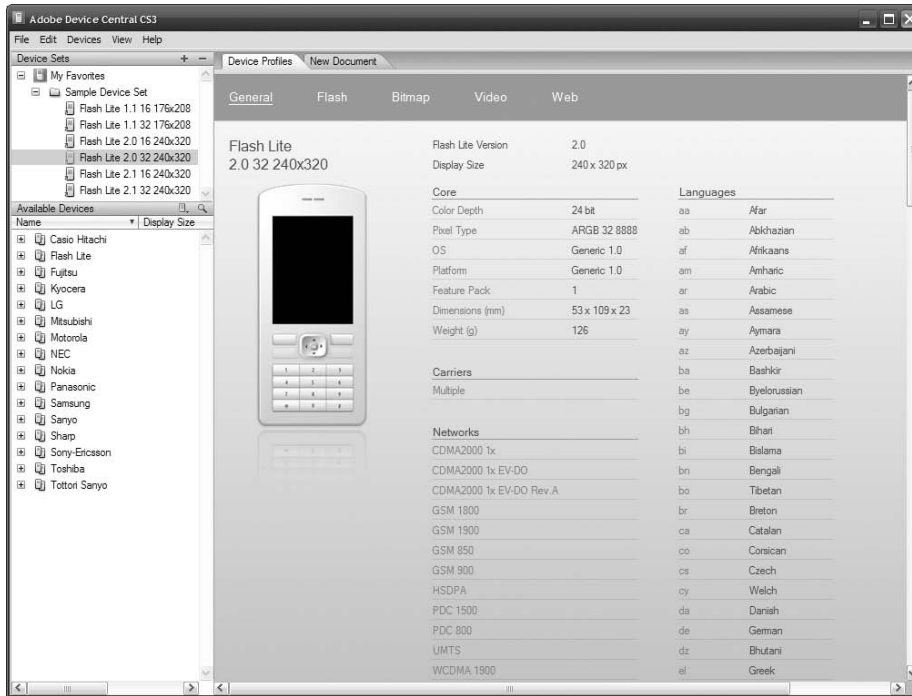 Adobe Device Central CS3
File Edit Devices View Help
Device Sets
My Favorites
Sample Device Set
Flash Lite 1.1 16 176x208
Flash Lite 1.1 32 176x208
Flash Lite 2.0 16 240x320
Flash Lite 2.0 32 240x320
Flash Lite 2.1 16 240x320
Flash Lite 2.1 32 240x320
Available Devices
Name Display Size
Casio Hitachi
Flash Lite
Fujitsu
Kyocera
LG
Mitsubishi
Motorola
NEC
Nokia
Panasonic
Samsung
Sanyo
Sharp
Sony-Ericsson
Toshiba
Tottori Sanyo
Device Profiles New Document
General Flash Bitmap Video Web
Flash Lite
2.0 32 240x320
Flash Lite Version 2.0
Display Size 240 x 320 px
Core
Color Depth 24 bit
Pixel Type ARGB 32 8888
OS Generic 1.0
Platform Generic 1.0
Feature Pack 1
Dimensions (mm) 53 x 109 x 23
Weight (g) 126
Carriers
Multiple
Networks
CDMA2000 1x
CDMA2000 1x EV-DO
CDMA2000 1x EV-DO Rev.A
GSM 1800
GSM 1900
GSM 850
GSM 900
HSDPA
PDC 1500
PDC 800
UMTS
WCDMA 1900
Languages
aa Afar
ab Abkhazian
af Afrikaans
am Amharic
ar Arabic
as Assamese
ay Aymara
az Azerbaijani
ba Bashkir
be Byelorussian
bg Bulgarian
bh Bihari
bi Bislama
bn Bengali
bo Tibetan
br Breton
ca Catalan
co Corsican
cs Czech
cy Welch
da Danish
de German
dz Bhutani
el Greek